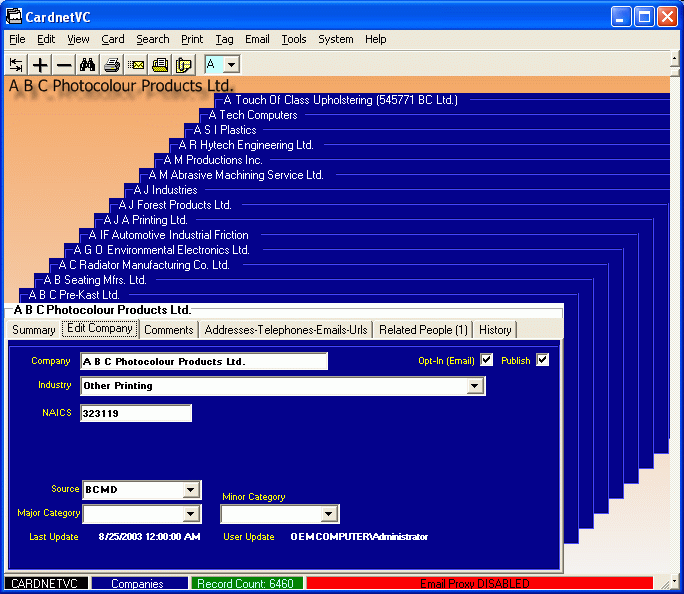 CardnetVC
File Edit View Card Search Print Tag Email Tools System Help
A
A B C Photocolour Products Ltd.
A Touch Of Class Upholstering (545771 BC Ltd.)
A Tech Computers
A S I Plastics
A R Hytech Engineering Ltd.
A M Productions Inc.
A M Abrasive Machining Service Ltd.
A J Industries
A J Forest Products Ltd.
A J A Printing Ltd.
A IF Automotive Industrial Friction
A G O Environmental Electronics Ltd.
A C Radiator Manufacturing Co. Ltd.
A B Seating Mfrs. Ltd.
A B C Pre-Kast Ltd.
A B C Photocolour Products Ltd.
Summary Edit Company Comments Addresses-Telephones-Emails-Urls Related People (1) History
Company A B C Photocolour Products Ltd. Opt-In (Email) Publish
Industry Other Printing
NAICS 323119
Source BCMD
Minor Category
Major Category
Last Update 8/25/2003 12:00:00 AM User Update OEMCOMPUTER\Administrator
CARDNETVC Companies Record Count: 6460 Email Proxy DISABLED